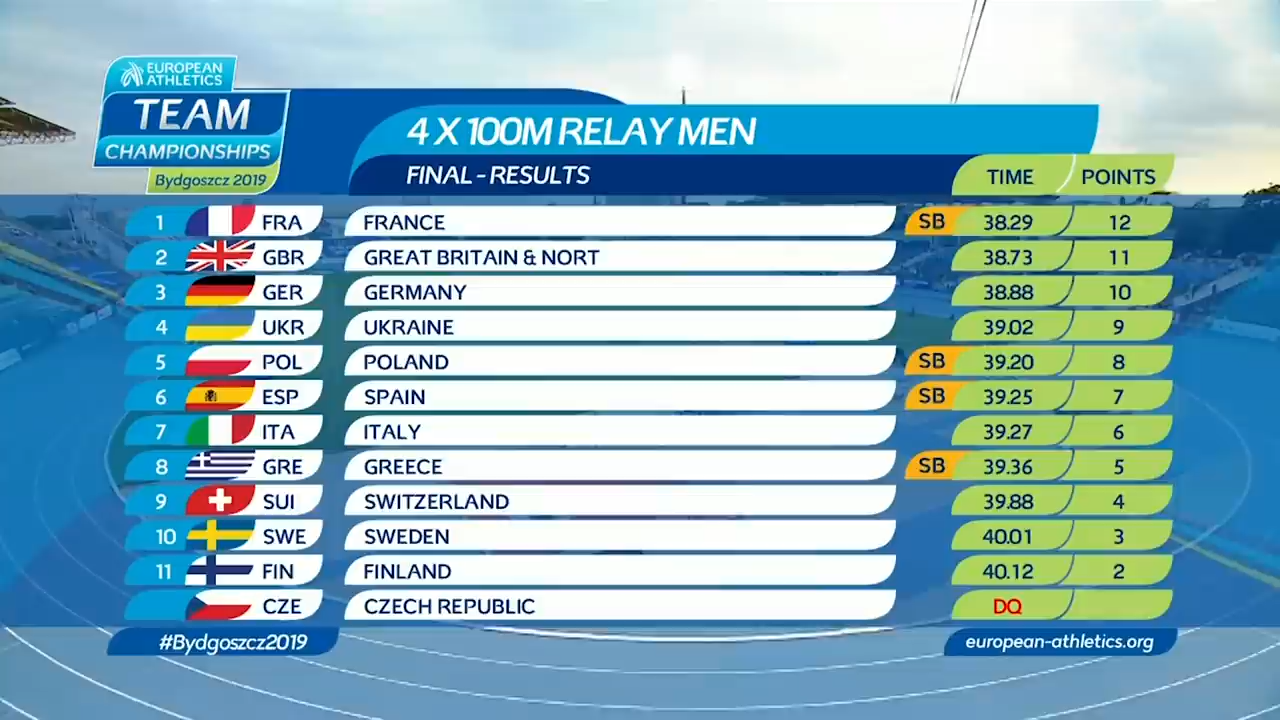 EUROPEAN
ATHLETICS
TEAM
CHAMPIONSHIPS
Bydgoszcz 2019
4 X 100M RELAY MEN
FINAL - RESULTS
TIME POINTS
1 FRA FRANCE SB 38.29 12
2 GBR GREAT BRITAIN & NORT 38.73 11
3 GER GERMANY 38.88 10
4 UKR UKRAINE 39.02 9
5 POL POLAND SB 39.20 8
6 ESP SPAIN SB 39.25 7
7 ITA ITALY 39.27 6
8 GRE GREECE SB 39.36 5
9 SUI SWITZERLAND 39.88 4
10 SWE SWEDEN 40.01 3
11 FIN FINLAND 40.12 2
CZE CZECH REPUBLIC DQ
#Bydgoszcz2019
european-athletics.org